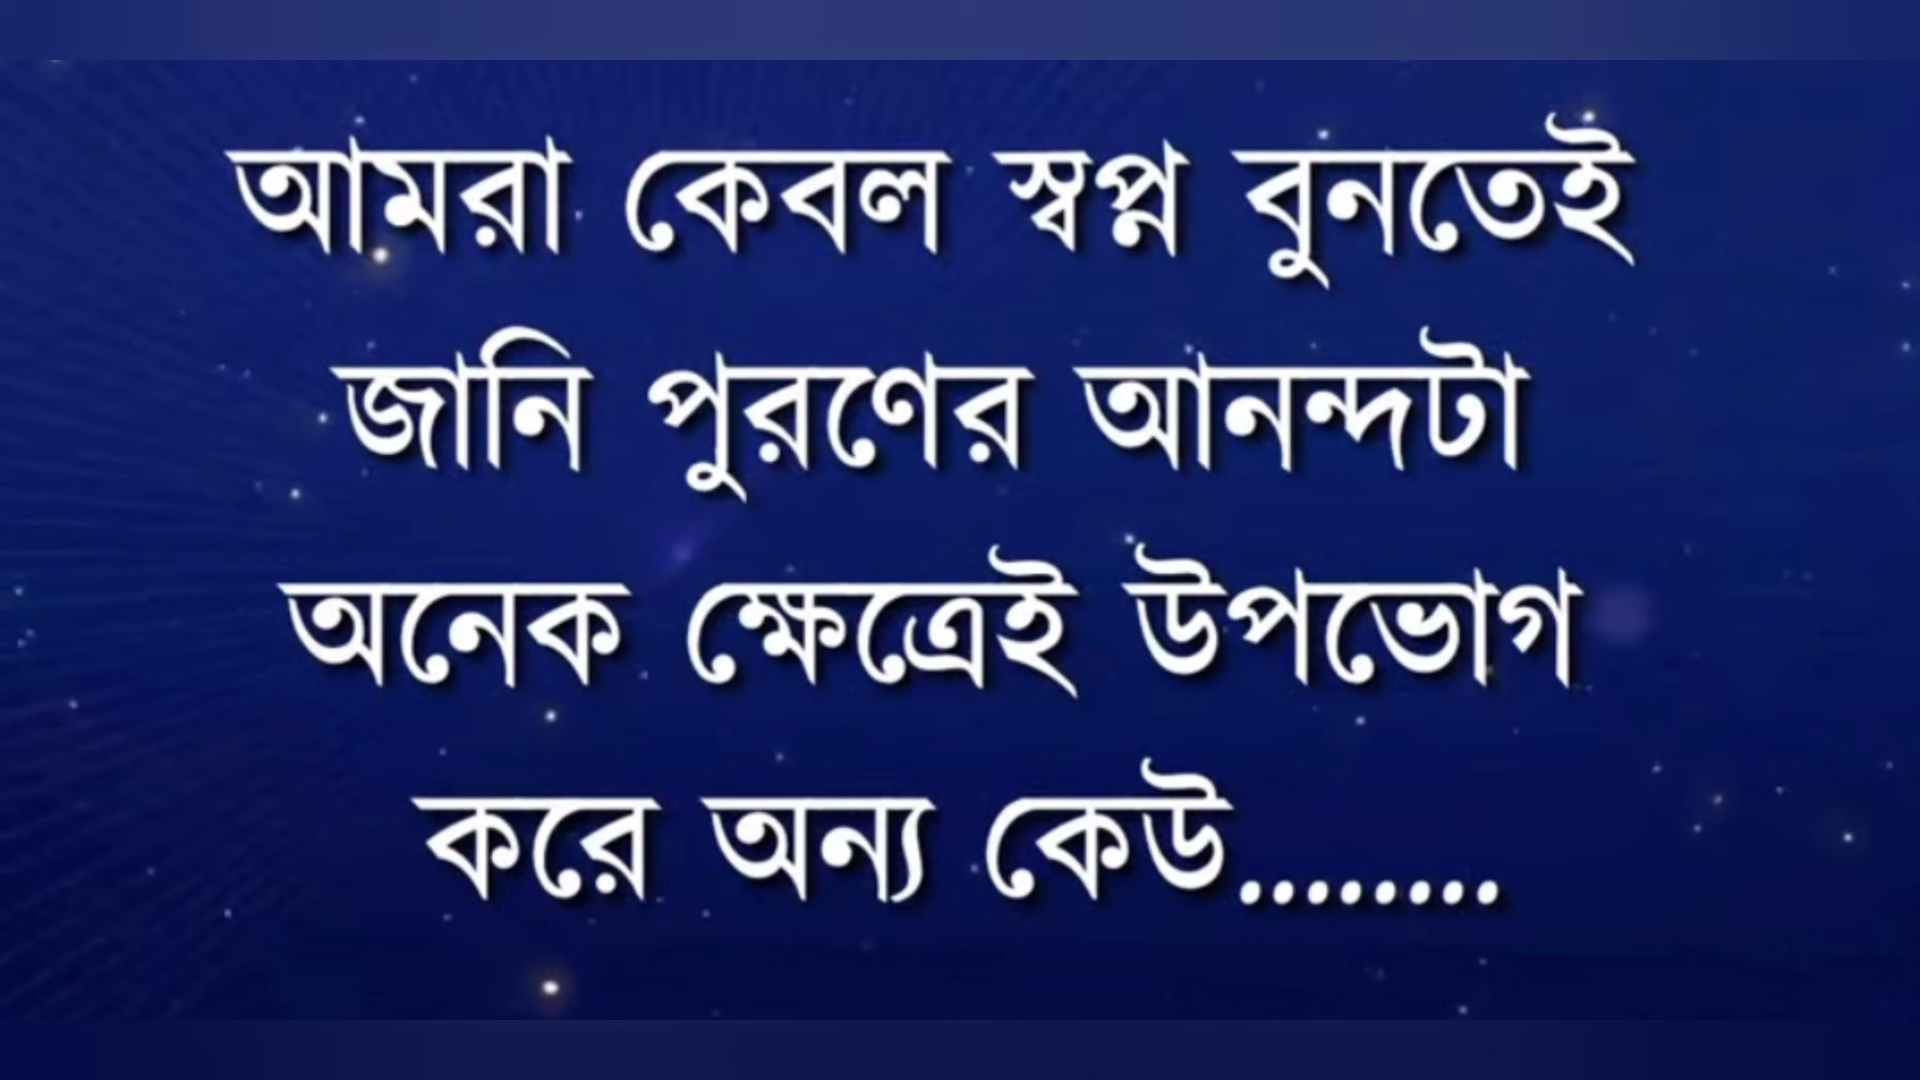 আমরা কেবল স্বপ্ন বুনতেই
জানি পুরণের আনন্দটা
অনেক ক্ষেত্রেই উপভোগ
করে অন্য কেউ........